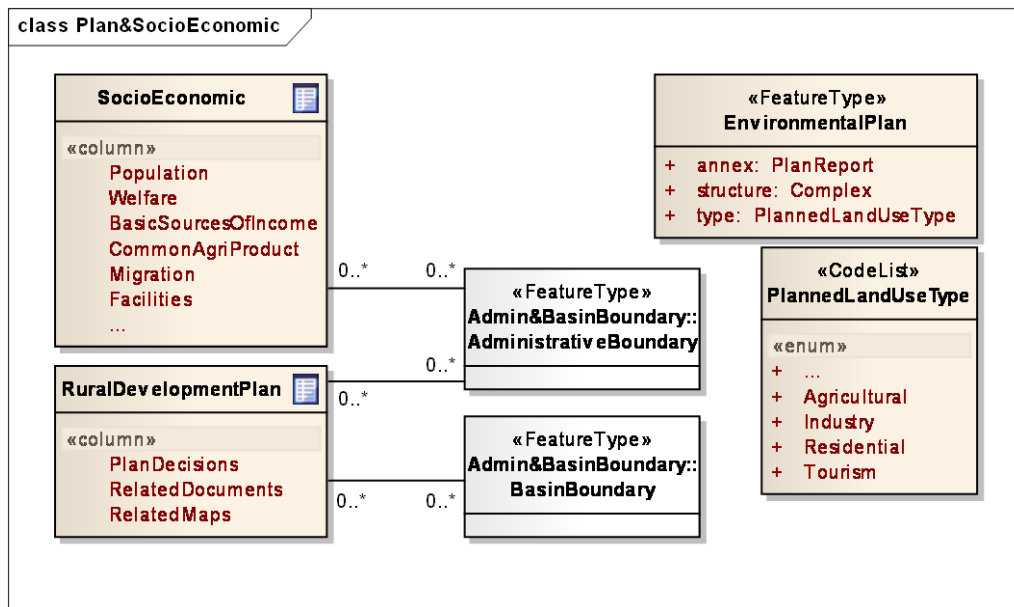 class Plan&SocioEconomic
SocioEconomic
«column»
Population
Welfare
BasicSourcesOfIncome
CommonAgriProduct
Migration
Facilities
...
0..* 0..*
«FeatureType»
Admin&BasinBoundary::
AdministrativeBoundary
RuralDevelopmentPlan
«column»
PlanDecisions
RelatedDocuments
RelatedMaps
0..*
0..*
«FeatureType»
Admin&BasinBoundary::
BasinBoundary
0..* 0..*
«FeatureType»
EnvironmentalPlan
+ annex: PlanReport
+ structure: Complex
+ type: PlannedLandUseType
«CodeList»
PlannedLandUseType
«enum»
+ ...
+ Agricultural
+ Industry
+ Residential
+ Tourism